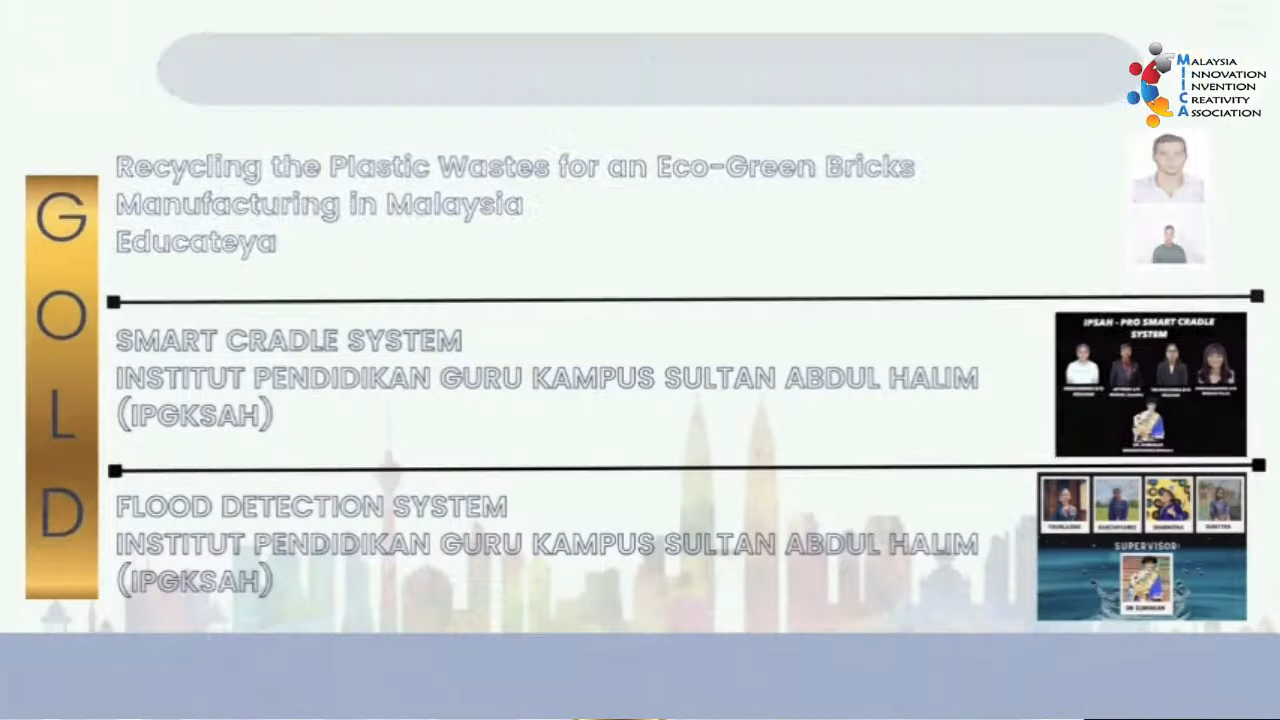 MALAYSIA
INNOVATION
INVENTION
CREATIVITY
ASSOCIATION
GOLD
Recycling the Plastic Wastes for an Eco-Green Bricks
Manufacturing in Malaysia
Educateya
SMART CRADLE SYSTEM
INSTITUT PENDIDIKAN GURU KAMPUS SULTAN ABDUL HALIM
(IPGKSAH)
IPSAH - PRO SMART CRADLE
SYSTEM
FLOOD DETECTION SYSTEM
INSTITUT PENDIDIKAN GURU KAMPUS SULTAN ABDUL HALIM
(IPGKSAH)
SUPERVISOR: